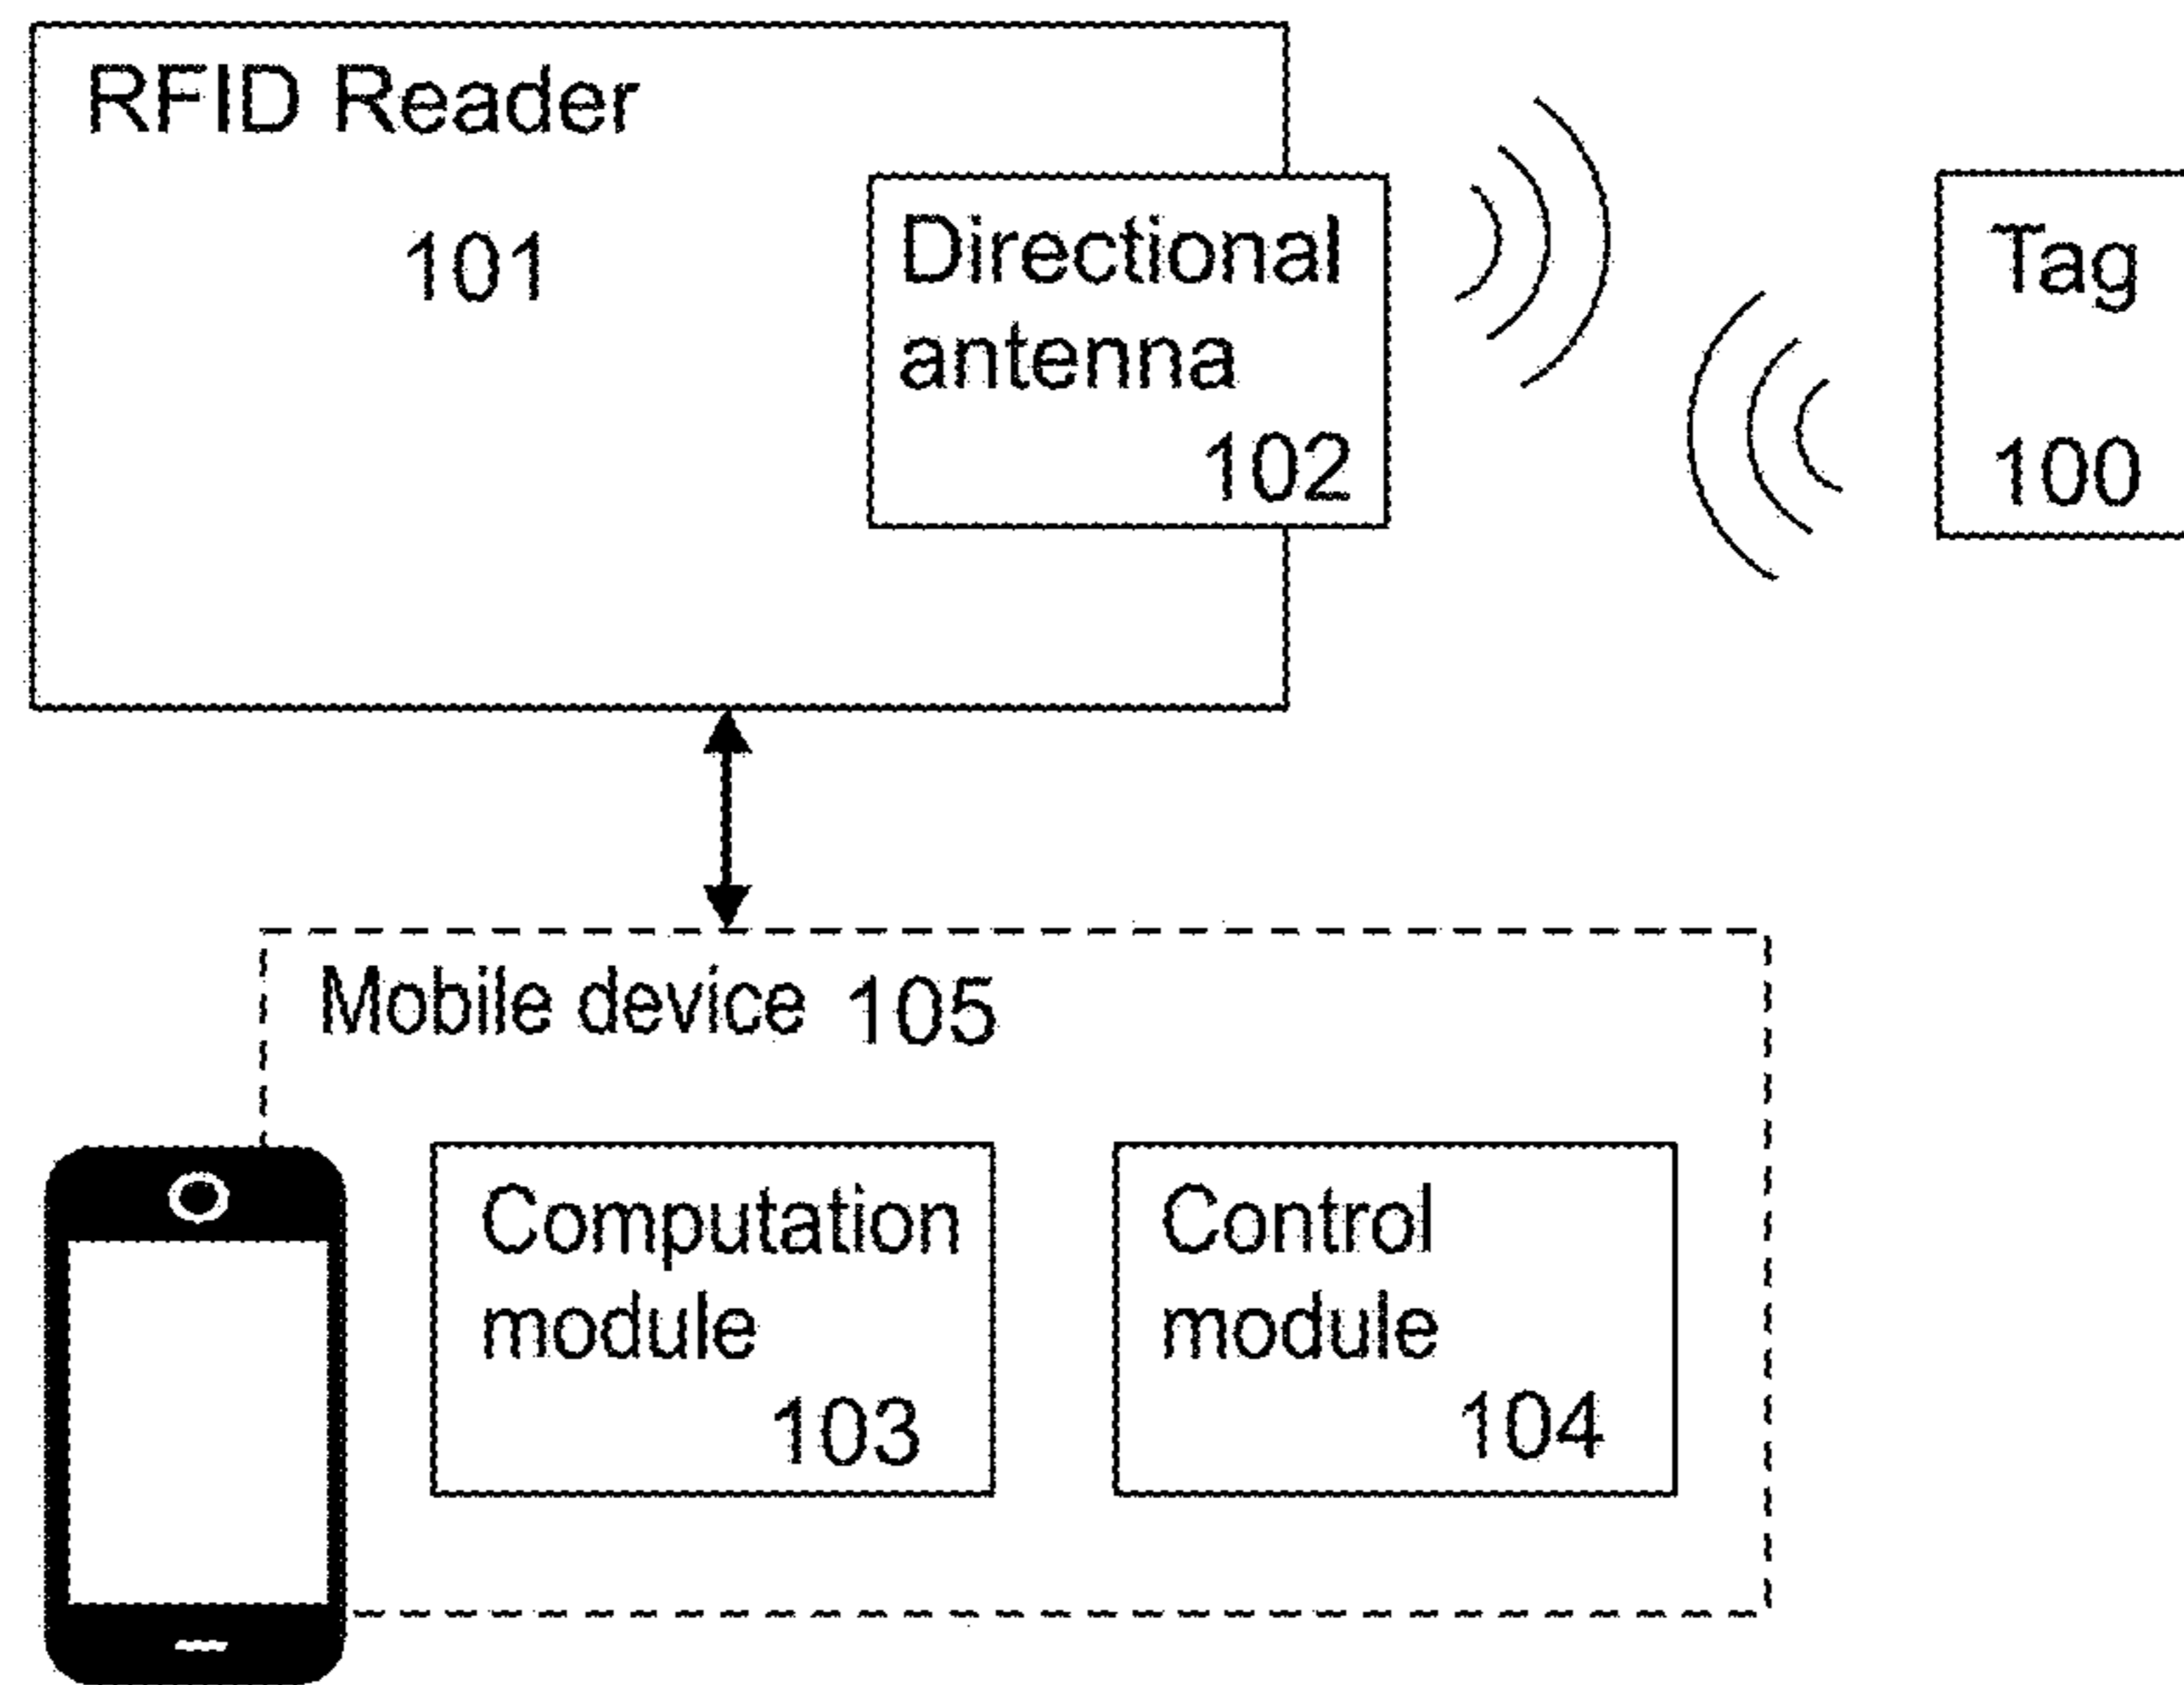 RFID Reader
101
Directional
antenna
102
Tag
100
Mobile device 105
Computation
module
103
Control
module
104